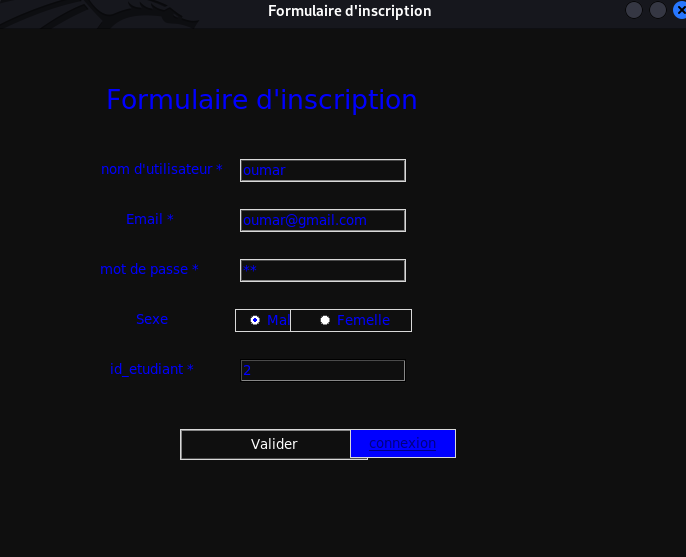 Formulaire d'inscription
Formulaire d'inscription
nom d'utilisateur * oumar
Email * oumar@gmail.com
mot de passe * **
Sexe Mal Femelle
Id_etudiant * 2
Valider connexion